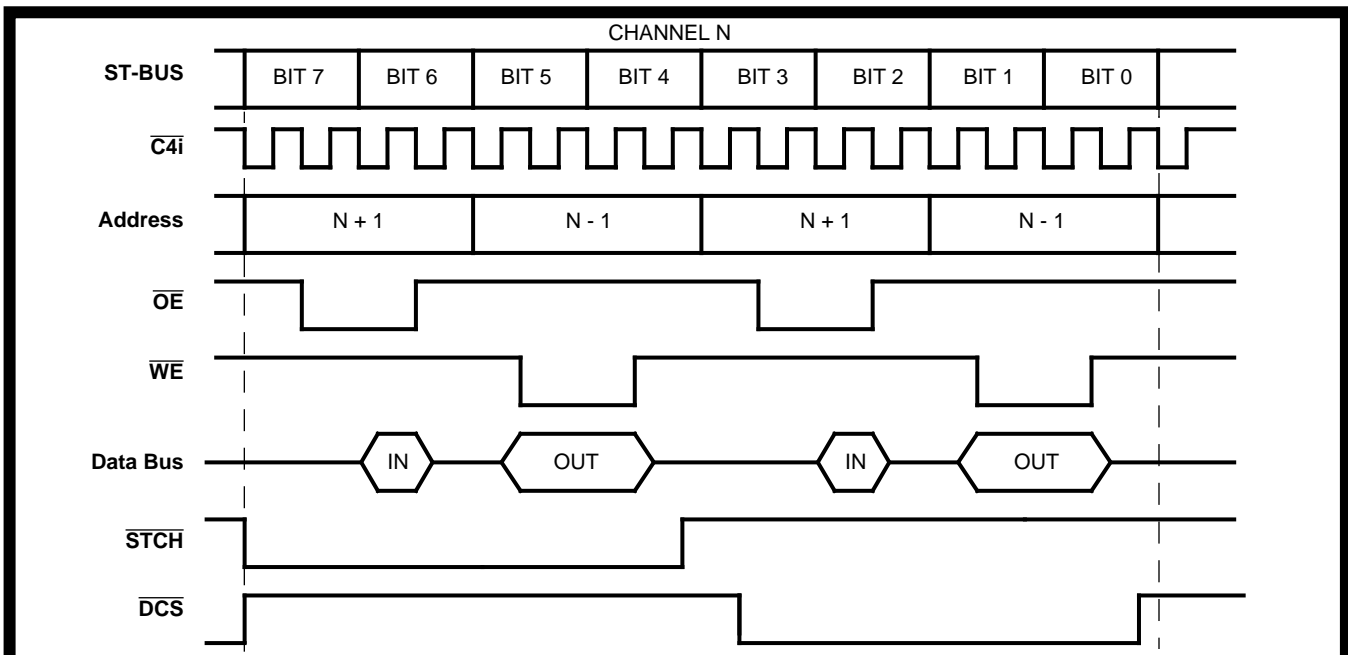 CHANNEL N
ST-BUS BIT 7 BIT 6 BIT 5 BIT 4 BIT 3 BIT 2 BIT 1 BIT 0
C4i
Address N + 1 N - 1 N + 1 N - 1
OE
WE
Data Bus IN OUT IN OUT
STCH
DCS